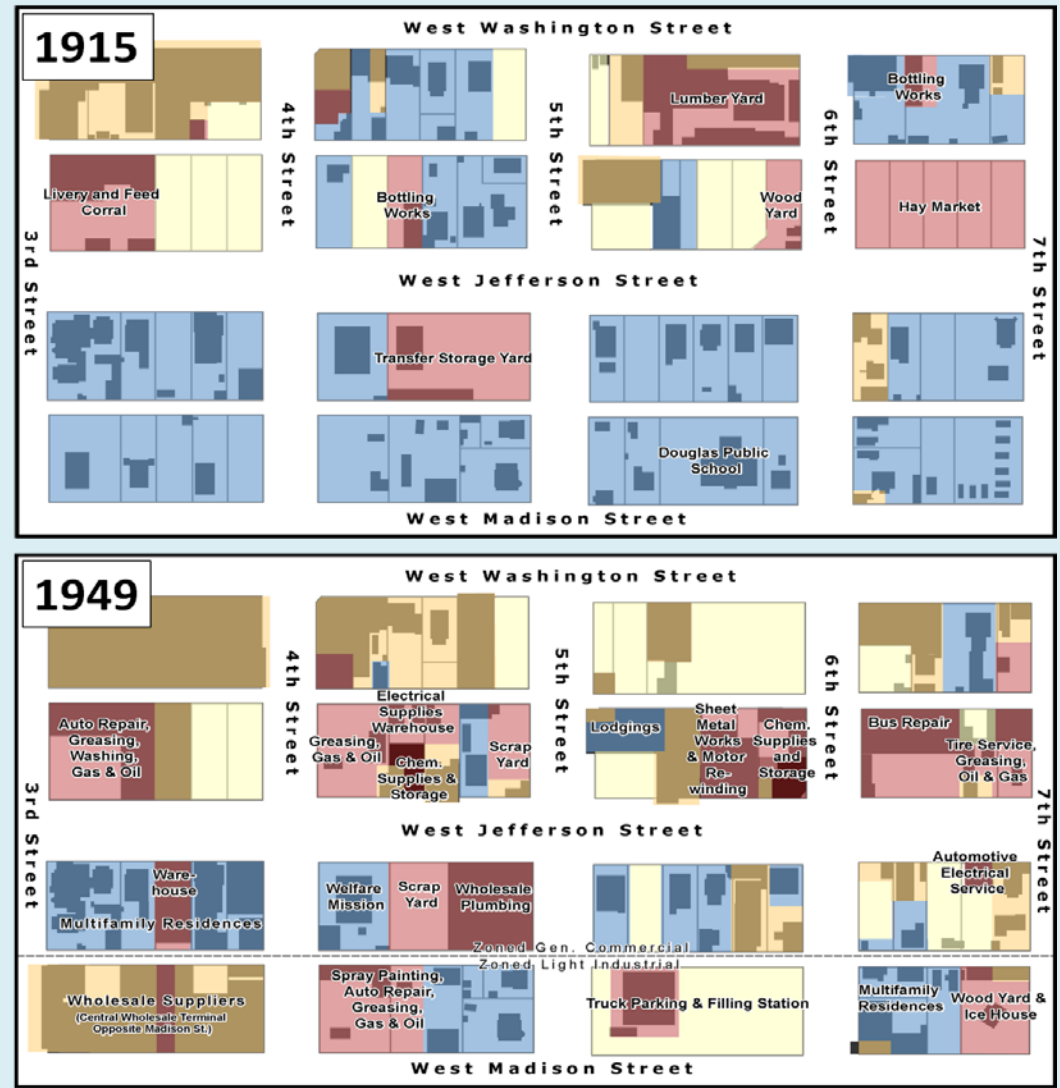 1915
West Washington Street
3rd Street
4th Street
5th Street
6th Street
7th Street
Lumber Yard
Bottling
Works
Livery and Feed
Corral
Bottling
Works
Wood
Yard
Hay Market
West Jefferson Street
Transfer Storage Yard
Douglas Public
School
West Madison Street
1949
West Washington Street
3rd Street
4th Street
5th Street
6th Street
7th Street
Auto Repair,
Greasing,
Washing,
Gas & Oil
Electrical
Supplies
Warehouse
Greasing,
Gas & Oil
Chem.
Supplies &
Storage
Scrap
Yard
Lodgings
Sheet
Metal
Works
& Motor
Re-
winding
Chem.
Supplies
and
Storage
Bus Repair
Tire Service,
Greasing,
Oil & Gas
West Jefferson Street
Ware-
house
Multifamily Residences
Welfare
Mission
Scrap
Yard
Wholesale
Plumbing
Automotive
Electrical
Service
Zoned Gen. Commercial
Zoned Light Industrial
Wholesale Suppliers
(Central Wholesale Terminal
Opposite Madison St.)
Spray Painting,
Auto Repair,
Greasing,
Gas & Oil
Truck Parking & Filling Station
Multifamily
Residences
Wood Yard &
Ice House
West Madison Street